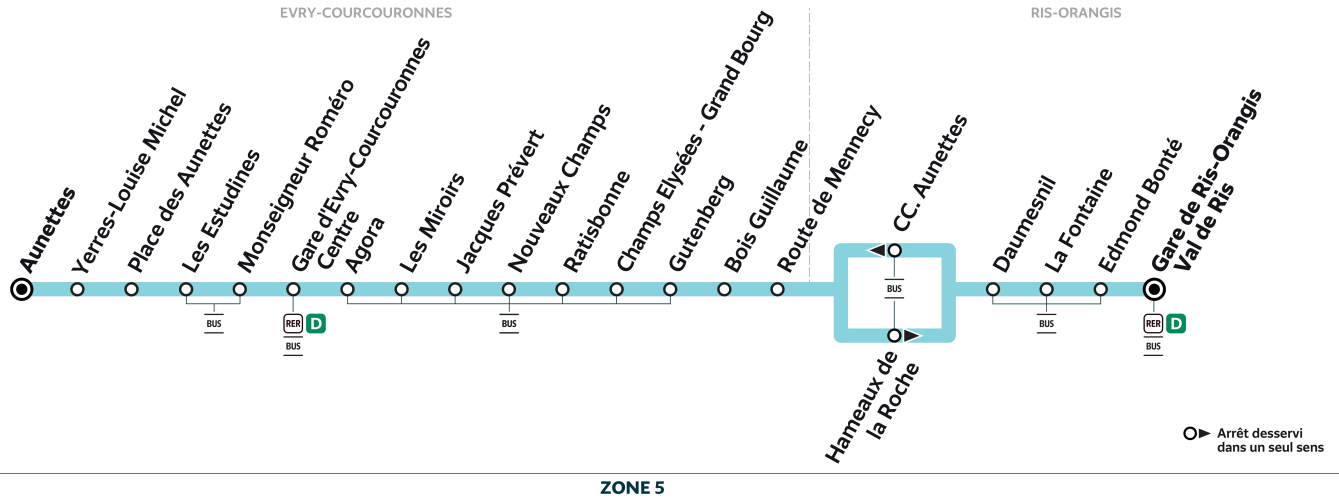 EVRY-COURCOURONNES
RIS-ORANGIS
Aunettes
Yerres-Louise Michel
Place des Aunettes
Les Estudines
Monseigneur Roméro
Gare d'Evry-Courcouronnes
Centre
Agora
Les Miroirs
Jacques Prévert
Nouveaux Champs
Ratisbonne
Champs Elysées - Grand Bourg
Gutenberg
Bois Guillaume
Route de Mennecy
CC. Aunettes
Hameaux de
la Roche
Daumesnil
La Fontaine
Edmond Bonté
Gare de Ris-Orangis
Val de Ris
BUS
RER D
BUS
BUS
BUS
BUS
RER D
BUS
Arrêt desservi
dans un seul sens
ZONE 5